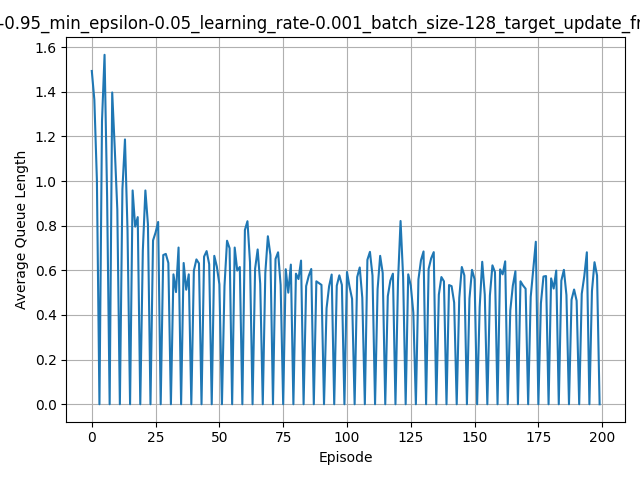 -0.95_min_epsilon-0.05_learning_rate-0.001_batch_size-128_target_update_fr
1.6
1.4
1.2
1.0
0.8
0.6
0.4
0.2
0.0
Average Queue Length
0 25 50 75 100 125 150 175 200
Episode